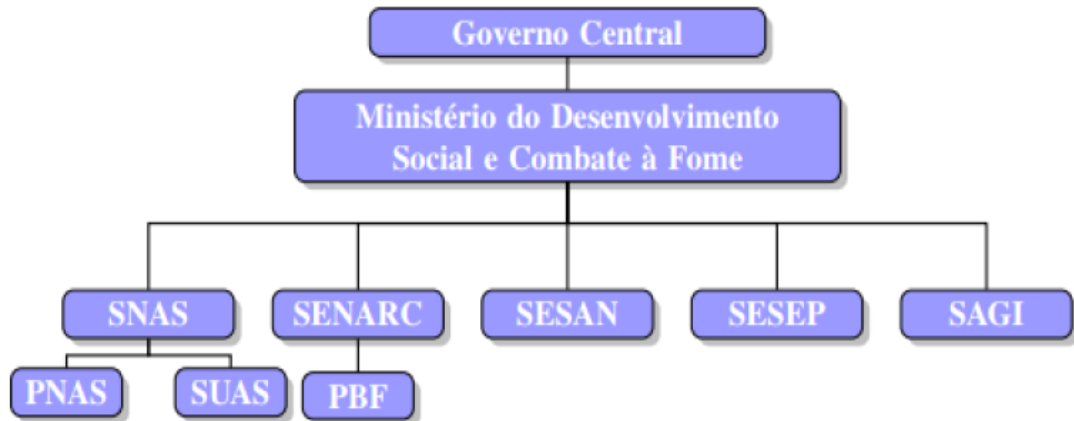 Governo Central
Ministério do Desenvolvimento
Social e Combate à Fome
SNAS
SENARC
SESAN
SESEP
SAGI
PNAS
SUAS
PBF